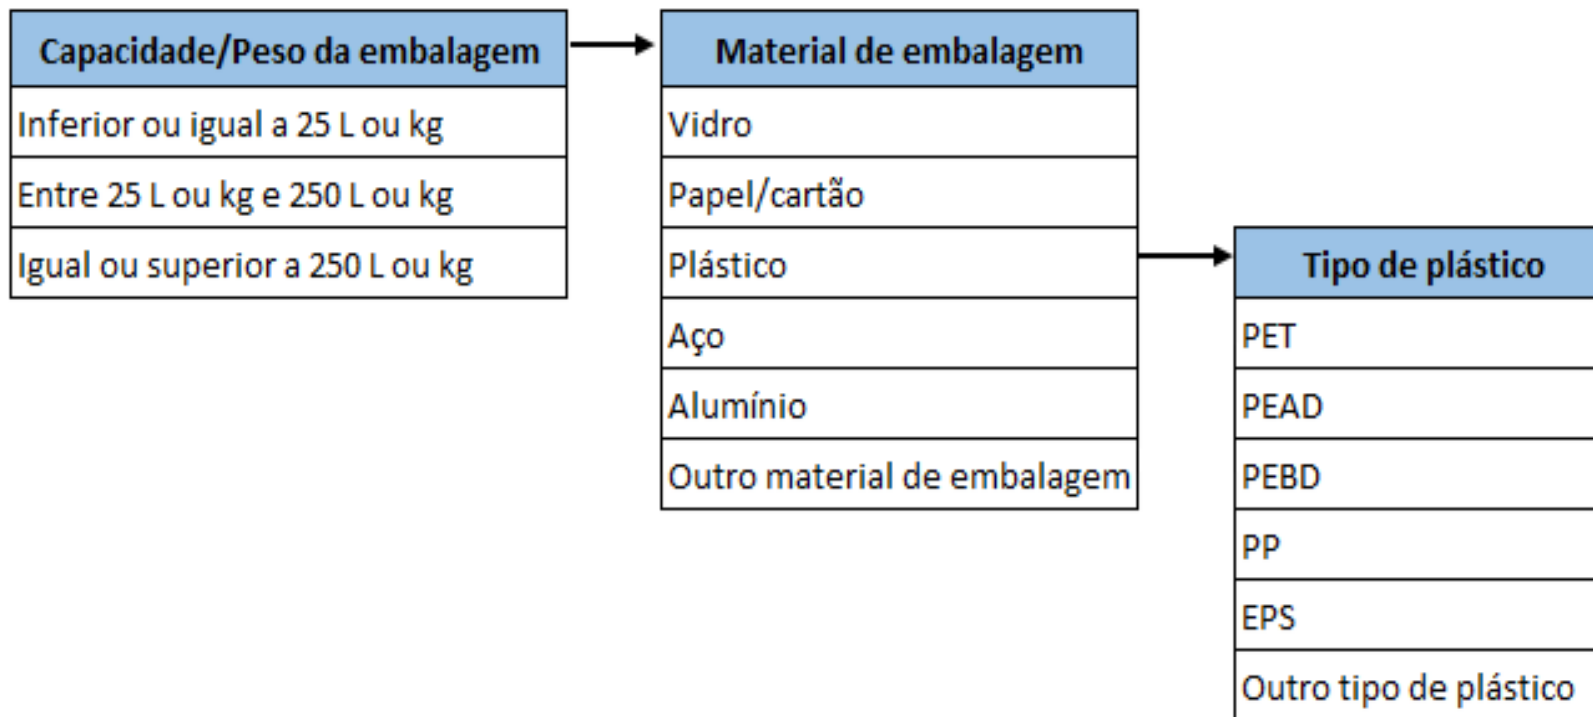 Capacidade/Peso da embalagem
Inferior ou igual a 25 L ou kg
Entre 25 L ou kg e 250 L ou kg
Igual ou superior a 250 L ou kg
Material de embalagem
Vidro
Papel/cartão
Plástico
Aço
Alumínio
Outro material de embalagem
Tipo de plástico
PET
PEAD
PEBD
PP
EPS
Outro tipo de plástico